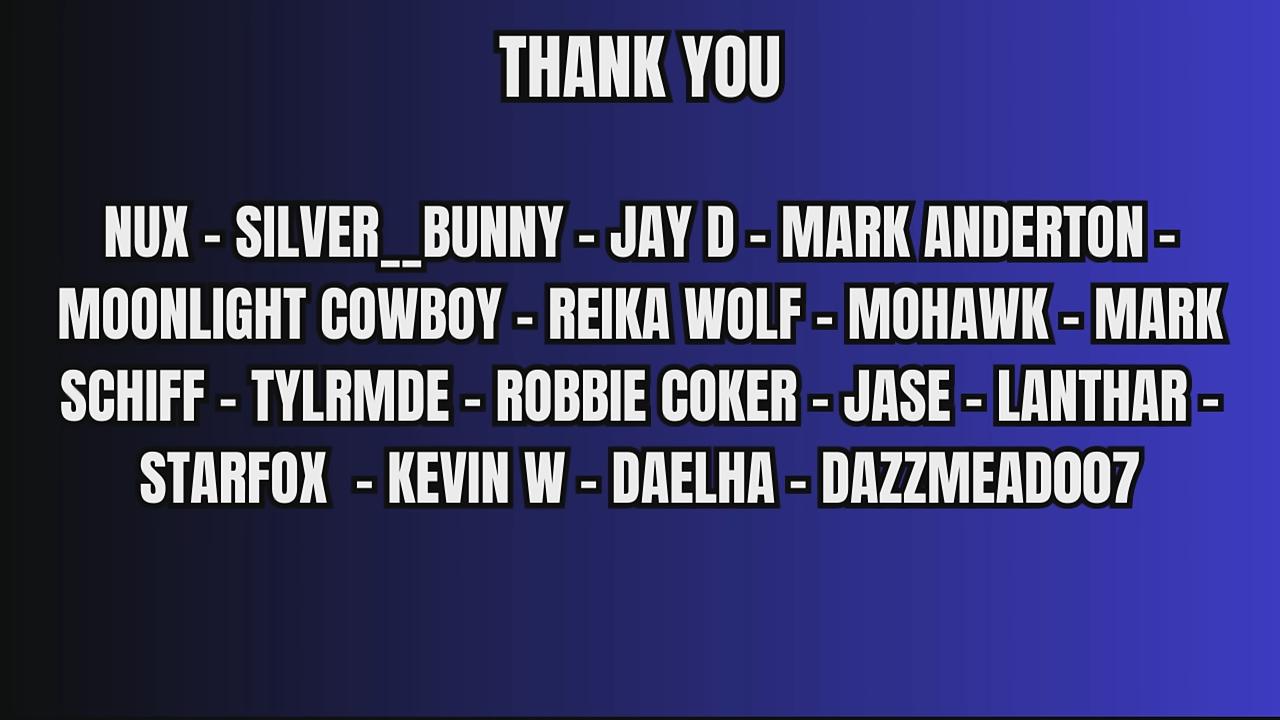 THANK YOU
NUX - SILVER__BUNNY - JAY D - MARK ANDERTON -
MOONLIGHT COWBOY - REIKA WOLF - MOHAWK - MARK
SCHIFF - TYLRMDE - ROBBIE COKER - JASE - LANTHAR -
STARFOX  - KEVIN W - DAELHA - DAZZMEAD007